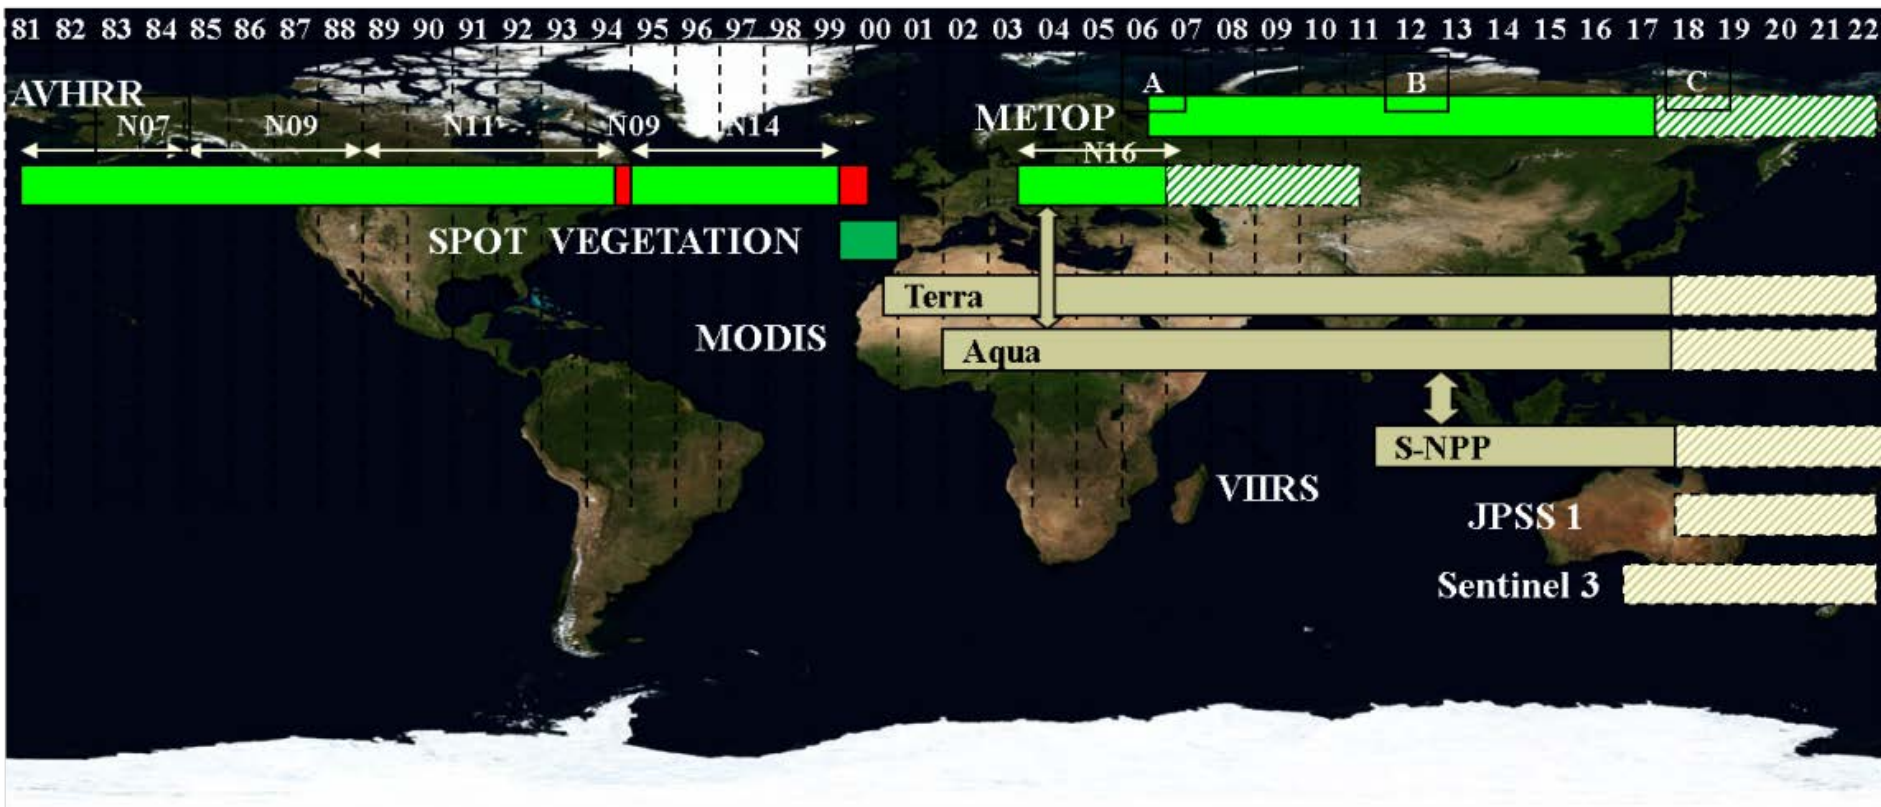 81 82 83 84 85 86 87 88 89 90 91 92 93 94 95 96 97 98 99 00 01 02 03 04 05 06 07 08 09 10 11 12 13 14 15 16 17 18 19 20 21 22
A B C
AVHRR
METOP
N07 N09 N11 N09 N14
N16
SPOT VEGETATION
Terra
MODIS
Aqua
S-NPP
VIIRS
JPSS 1
Sentinel 3